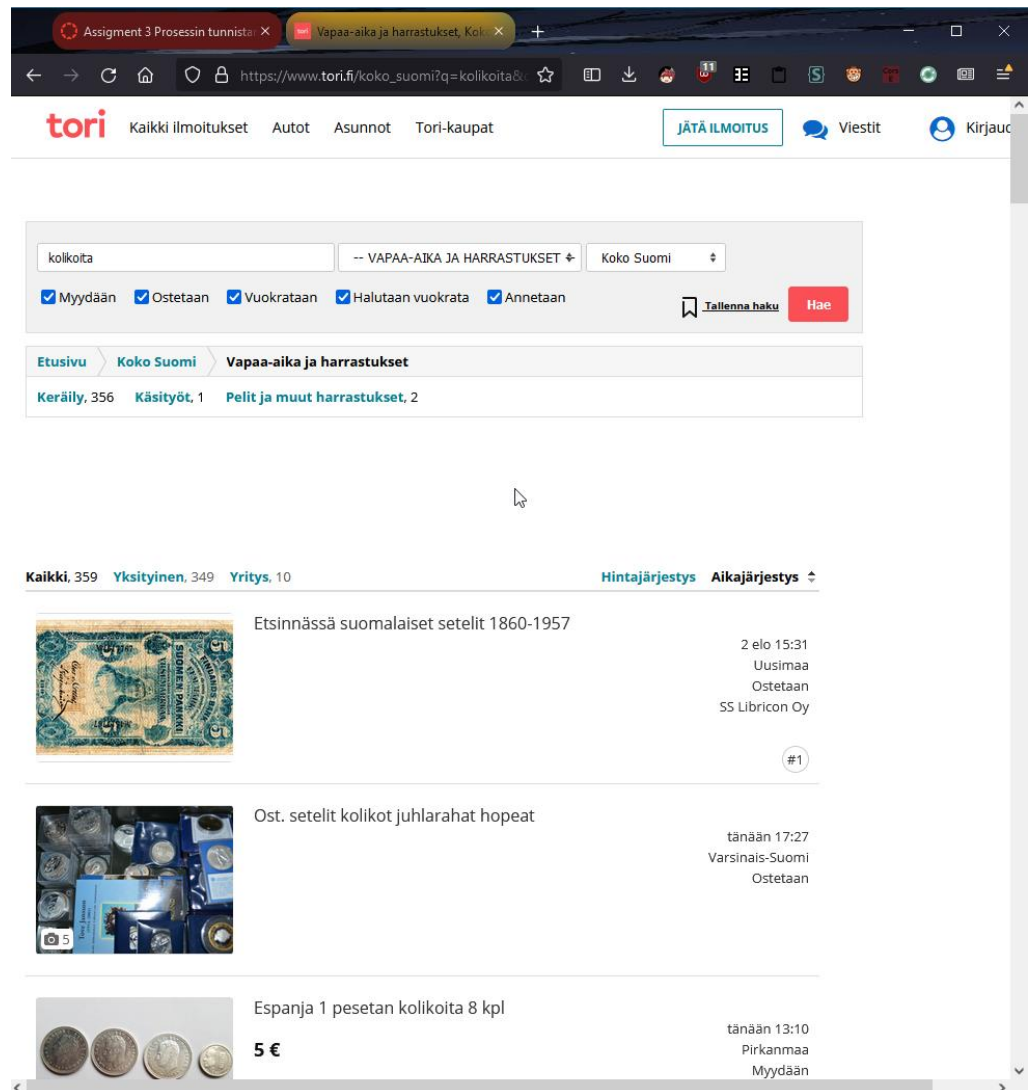 Assigment 3 Prosessin tunnista
Vapaa-aika ja harrastukset, Koko
https://www.tori.fi/koko_suomi?q=kolikoita&
11
tori Kaikki ilmoitukset Autot Asunnot Tori-kaupat JÄTÄ ILMOITUS Viestit Kirjaud
kolikoita -- VAPAA-AIKA JA HARRASTUKSET Koko Suomi
Myydään Ostetaan Vuokrataan Halutaan vuokrata Annetaan Tallenna haku Hae
Etusivu Koko Suomi Vapaa-aika ja harrastukset
Keräily, 356 Käsityöt, 1 Pelit ja muut harrastukset, 2
Kaikki, 359 Yksityinen, 349 Yritys, 10 Hintajärjestys Aikajärjestys
Etsinnässä suomalaiset setelit 1860-1957
SUOMEN PANKKI
5
2 elo 15:31
Uusimaa
Ostetaan
SS Libricon Oy
#1
Ost. setelit kolikot juhlarahat hopeat
tänään 17:27
Varsinais-Suomi
Ostetaan
5
Espanja 1 pesetan kolikoita 8 kpl
5 €
tänään 13:10
Pirkanmaa
Myydään